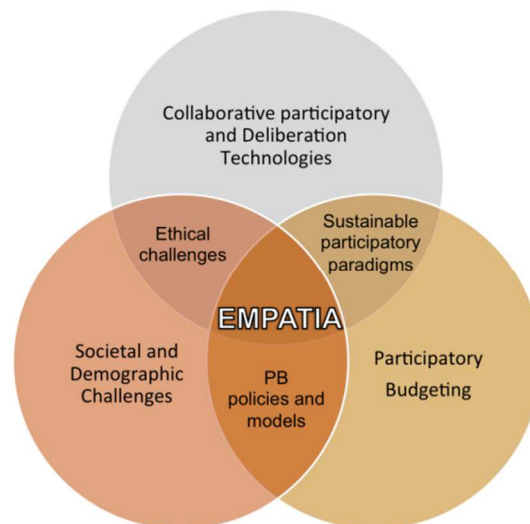 Collaborative participatory
and Deliberation
Technologies
Ethical
challenges
Sustainable
participatory
paradigms
EMPATIA
Societal and
Demographic
Challenges
PB
policies and
models
Participatory
Budgeting